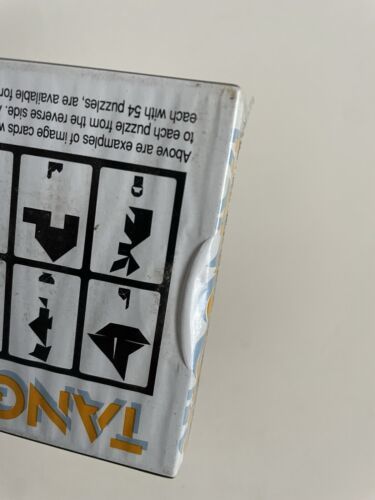 TANG
Above are examples of image cards
to each puzzle from the reverse side.
each with 54 puzzles, are available for